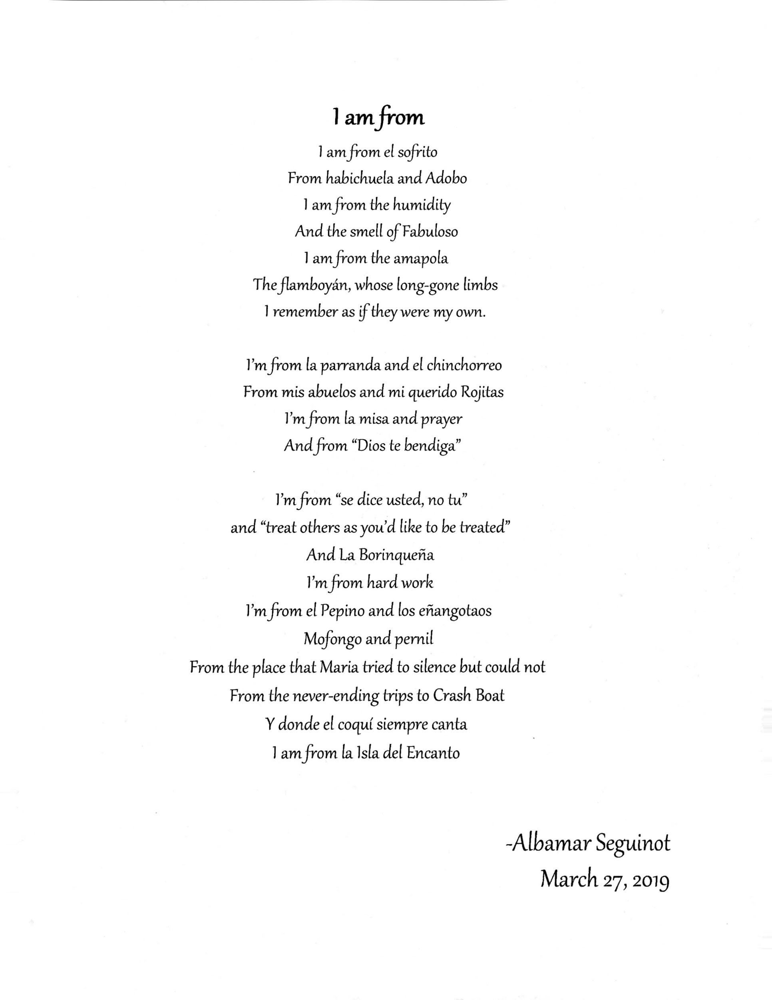 I am from
I am from el sofrito
From habichuela and Adobo
I am from the humidity
And the smell of Fabuloso
I am from the amapola
The flamboyán, whose long-gone limbs
I remember as if they were my own.
I'm from la parranda and el chinchorreo
From mis abuelos and mi querido Rojitas
I'm from la misa and prayer
And from “Dios te bendiga”
I'm from “se dice usted, no tu”
and “treat others as you'd like to be treated”
And La Borinqueña
I'm from hard work
I'm from el Pepino and los eñangotaos
Mofongo and pernil
From the place that Maria tried to silence but could not
From the never-ending trips to Crash Boat
Y donde el coquí siempre canta
I am from la Isla del Encanto
-Albamar Seguinot
March 27, 2019